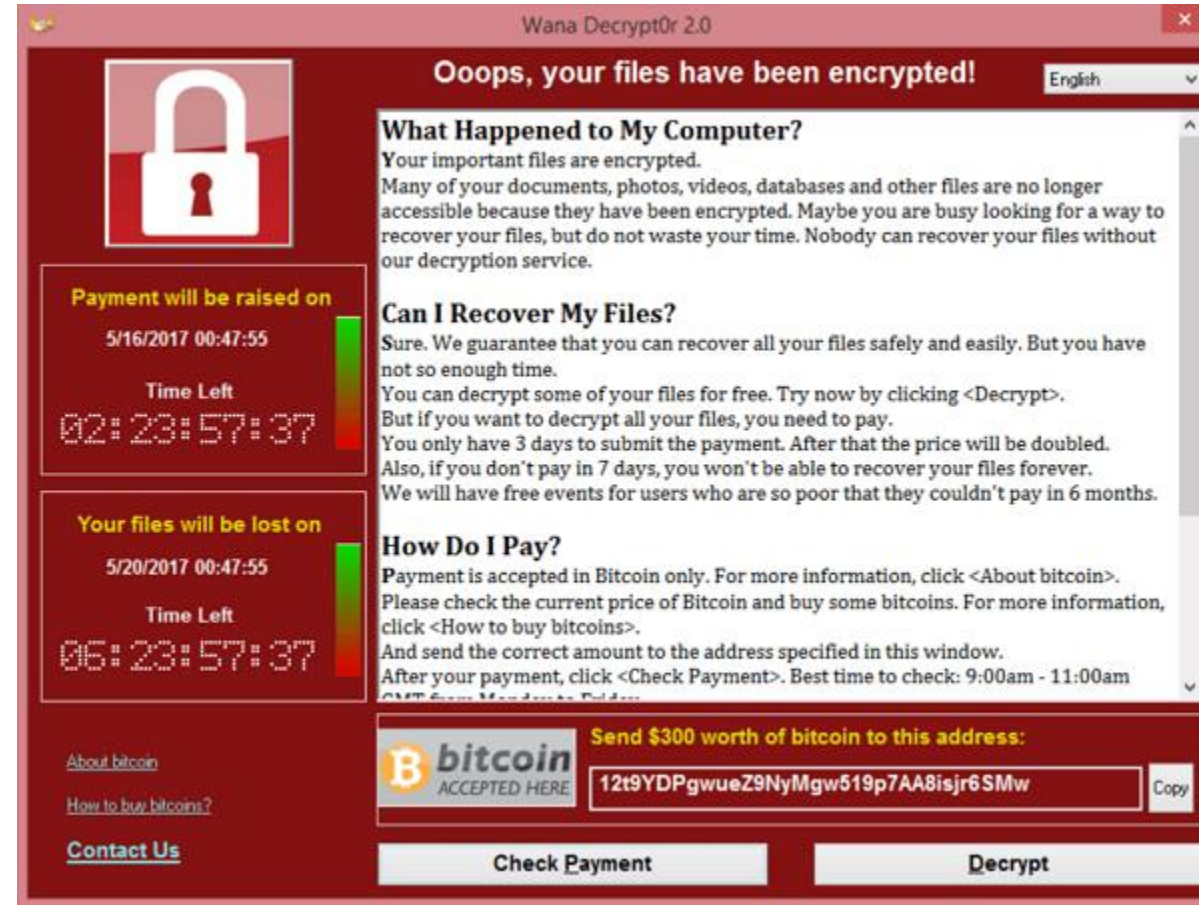 Wana Decrypt0r 2.0
Ooops, your files have been encrypted!
English
Payment will be raised on
5/16/2017 00:47:55
Time Left
02:23:57:37
Your files will be lost on
5/20/2017 00:47:55
Time Left
06:23:57:37
About bitcoin
How to buy bitcoins?
Contact Us
What Happened to My Computer?
Your important files are encrypted.
Many of your documents, photos, videos, databases and other files are no longer
accessible because they have been encrypted. Maybe you are busy looking for a way to
recover your files, but do not waste your time. Nobody can recover your files without
our decryption service.
Can I Recover My Files?
Sure. We guarantee that you can recover all your files safely and easily. But you have
not so enough time.
You can decrypt some of your files for free. Try now by clicking <Decrypt>.
But if you want to decrypt all your files, you need to pay.
You only have 3 days to submit the payment. After that the price will be doubled.
Also, if you don't pay in 7 days, you won't be able to recover your files forever.
We will have free events for users who are so poor that they couldn't pay in 6 months.
How Do I Pay?
Payment is accepted in Bitcoin only. For more information, click <About bitcoin>.
Please check the current price of Bitcoin and buy some bitcoins. For more information,
click <How to buy bitcoins>.
And send the correct amount to the address specified in this window.
After your payment, click <Check Payment>. Best time to check: 9:00am - 11:00am
GMT from Monday to Friday
bitcoin
ACCEPTED HERE
Send $300 worth of bitcoin to this address:
12t9YDPgwueZ9NyMgw519p7AA8isjr6SMw
Copy
Check Payment
Decrypt